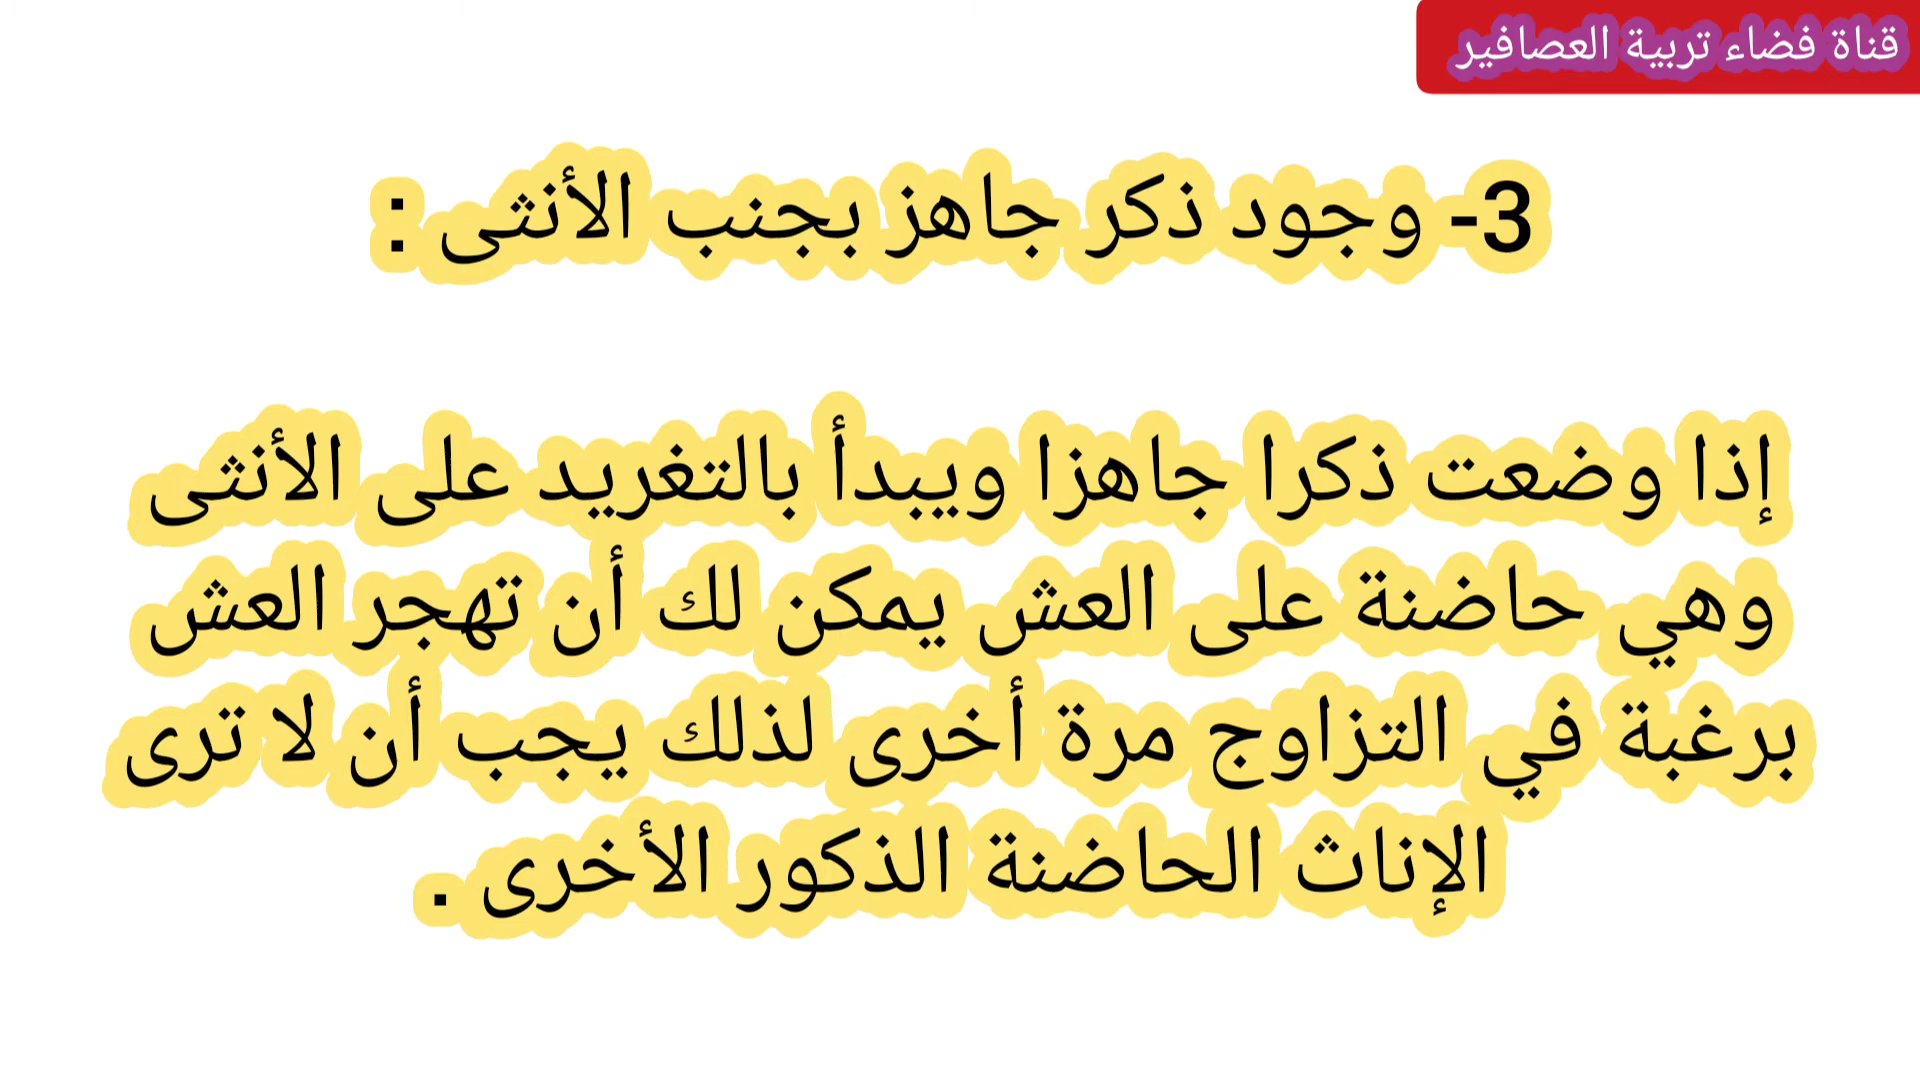 قناة فضاء تربية العصافير
3- وجود ذكر جاهز بجنب الأنثى :
إذا وضعت ذكرا جاهزا ويبدأ بالتغريد على الأنثى
وهي حاضنة على العش يمكن لك أن تهجر العش
برغبة في التزاوج مرة أخرى لذلك يجب أن لا ترى
الإناث الحاضنة الذكور الأخرى .